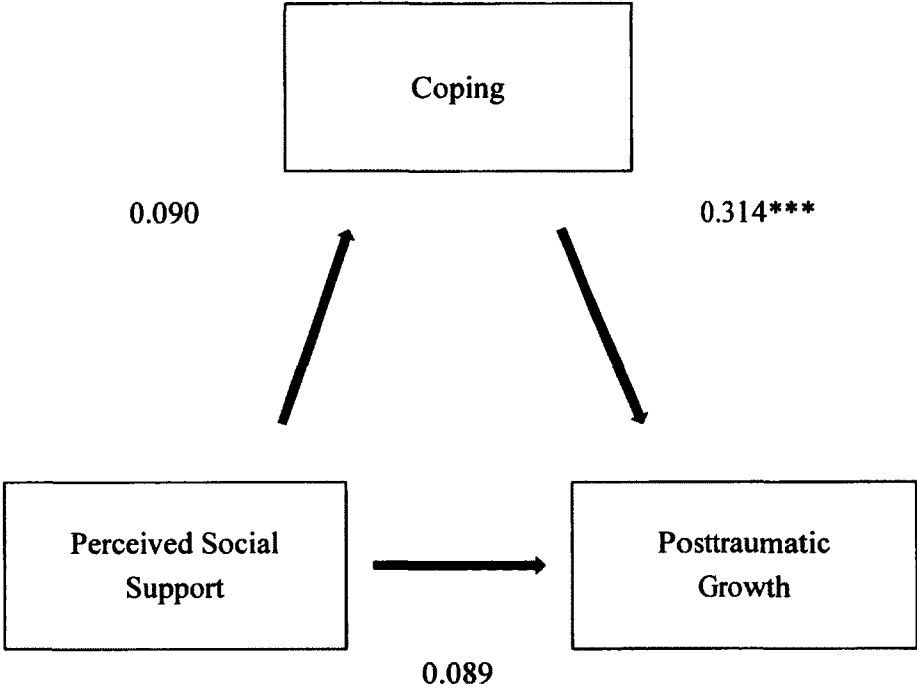 Coping
0.090
0.314***
Perceived Social
Support
Posttraumatic
Growth
0.089